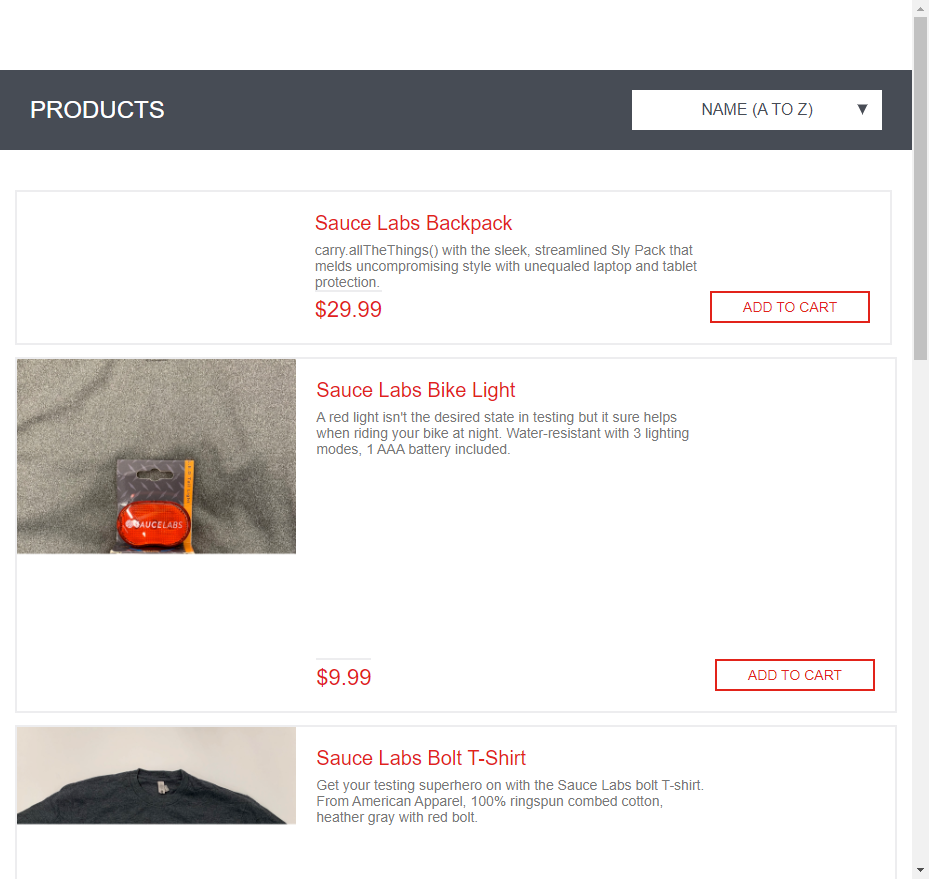 PRODUCTS
NAME (A TO Z) ▼
Sauce Labs Backpack
carry.allTheThings() with the sleek, streamlined Sly Pack that
melds uncompromising style with unequaled laptop and tablet
protection.
$29.99
ADD TO CART
Sauce Labs Bike Light
A red light isn't the desired state in testing but it sure helps
when riding your bike at night. Water-resistant with 3 lighting
modes, 1 AAA battery included.
SAUCELABS
$9.99
ADD TO CART
Sauce Labs Bolt T-Shirt
Get your testing superhero on with the Sauce Labs bolt T-shirt.
From American Apparel, 100% ringspun combed cotton,
heather gray with red bolt.